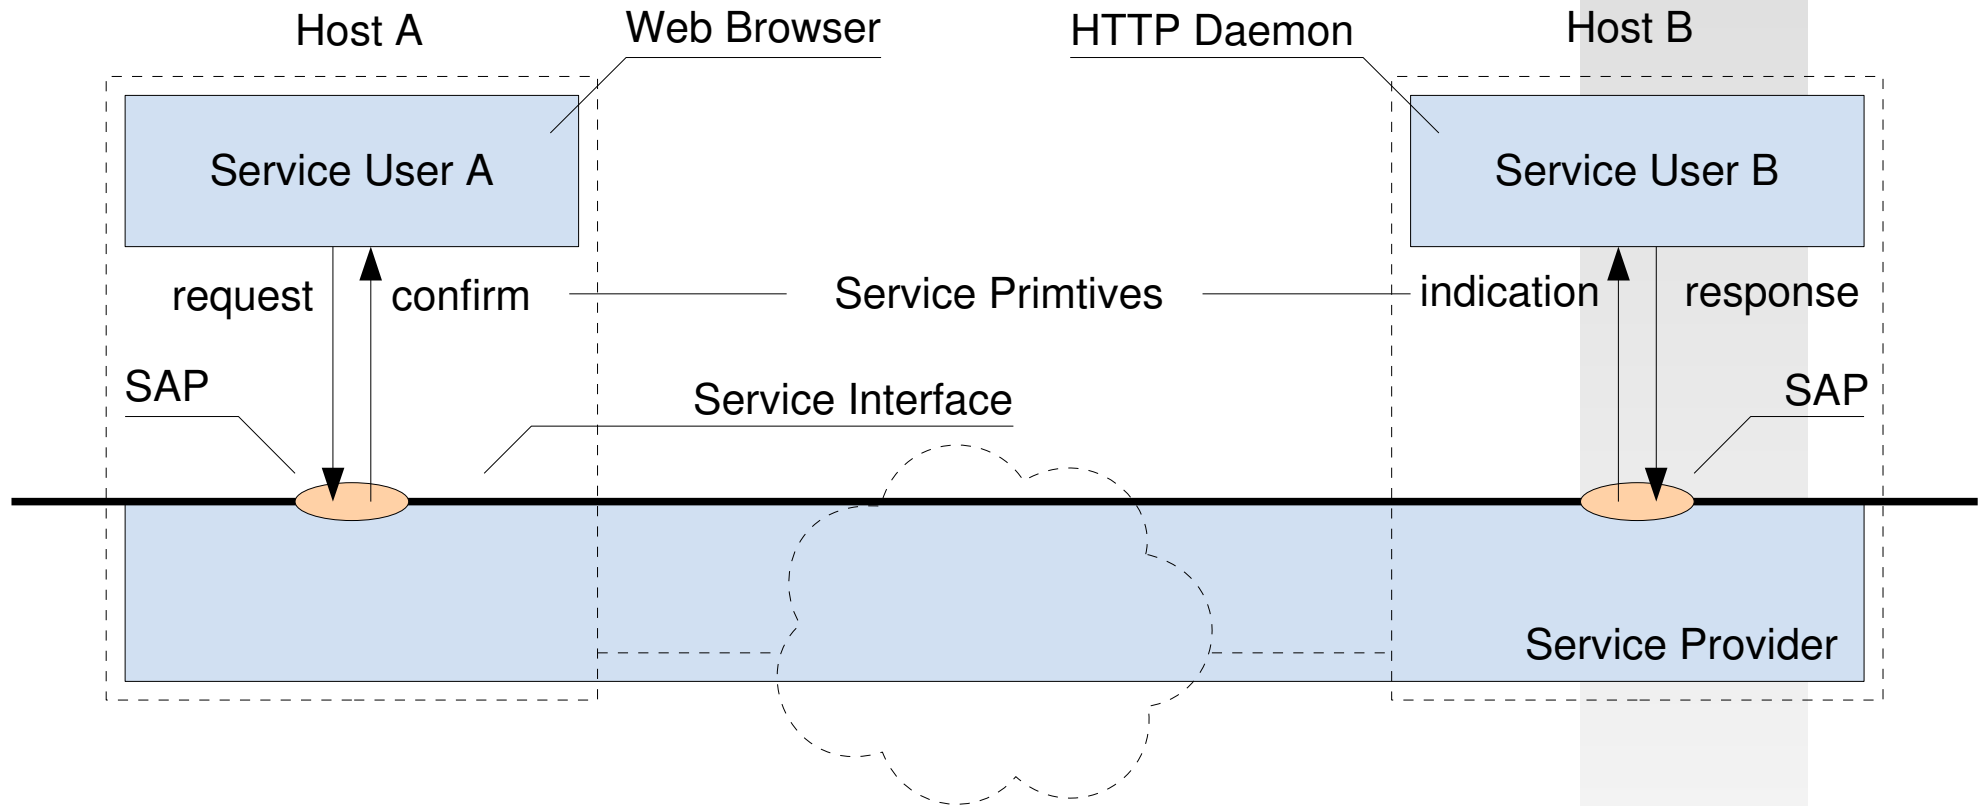 Host A
Web Browser
HTTP Daemon
Host B
Service User A
Service User B
request
confirm
Service Primtives
indication
response
SAP
Service Interface
SAP
Service Provider